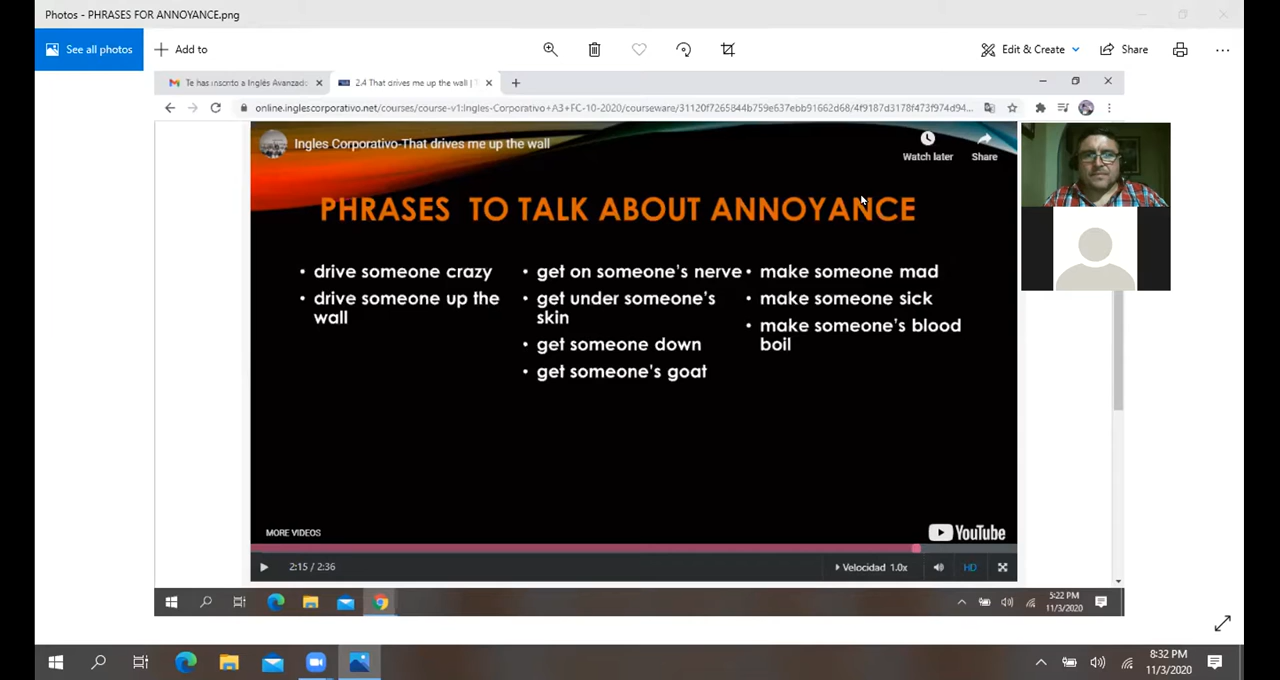 Photos - PHRASES FOR ANNOYANCE.png
See all photos
Add to
Edit & Create
Share
Te has inscrito a Inglés Avanzado:
2.4 That drives me up the wall |
online.inglescorporativo.net/courses/course-v1:Ingles-Corporativo+A3+FC-10-2020/courseware/31120f7265844b759e637ebb91662d68/4f9187d3178f473f974d94...
Ingles Corporativo-That drives me up the wall
Watch later
Share
PHRASES TO TALK ABOUT ANNOYANCE
• drive someone crazy
• drive someone up the
wall
• get on someone's nerve
• get under someone's
skin
• get someone down
• get someone's goat
• make someone mad
• make someone sick
• make someone's blood
boil
MORE VIDEOS
YouTube
2:15 / 2:36
Velocidad 1.0x
HD
5:22 PM
11/3/2020
8:32 PM
11/3/2020